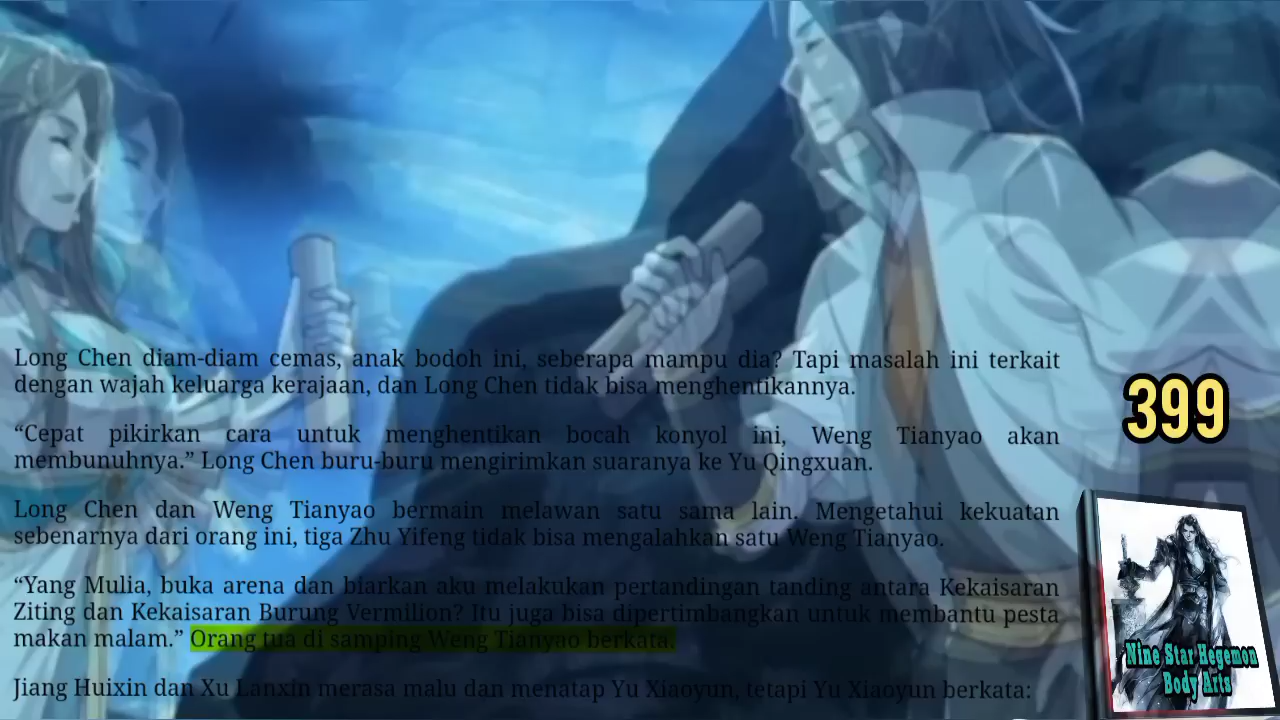 Long Chen diam-diam cemas, anak bodoh ini, seberapa mampu dia? Tapi masalah ini terkait
dengan wajah keluarga kerajaan, dan Long Chen tidak bisa menghentikannya.
“Cepat pikirkan cara untuk menghentikan bocah konyol ini, Weng Tianyao akan
membunuhnya.” Long Chen buru-buru mengirimkan suaranya ke Yu Qingxuan.
Long Chen dan Weng Tianyao bermain melawan satu sama lain. Mengetahui kekuatan
sebenarnya dari orang ini, tiga Zhu Yifeng tidak bisa mengalahkan satu Weng Tianyao.
“Yang Mulia, buka arena dan biarkan aku melakukan pertandingan tanding antara Kekaisaran
Ziting dan Kekaisaran Burung Vermilion? Itu juga bisa dipertimbangkan untuk membantu pesta
makan malam.” Orang tua di samping Weng Tianyao berkata.
Jiang Huixin dan Xu Lanxin merasa malu dan menatap Yu Xiaoyun, tetapi Yu Xiaoyun berkata:
399
Nine Star Hegemon
Body Arts